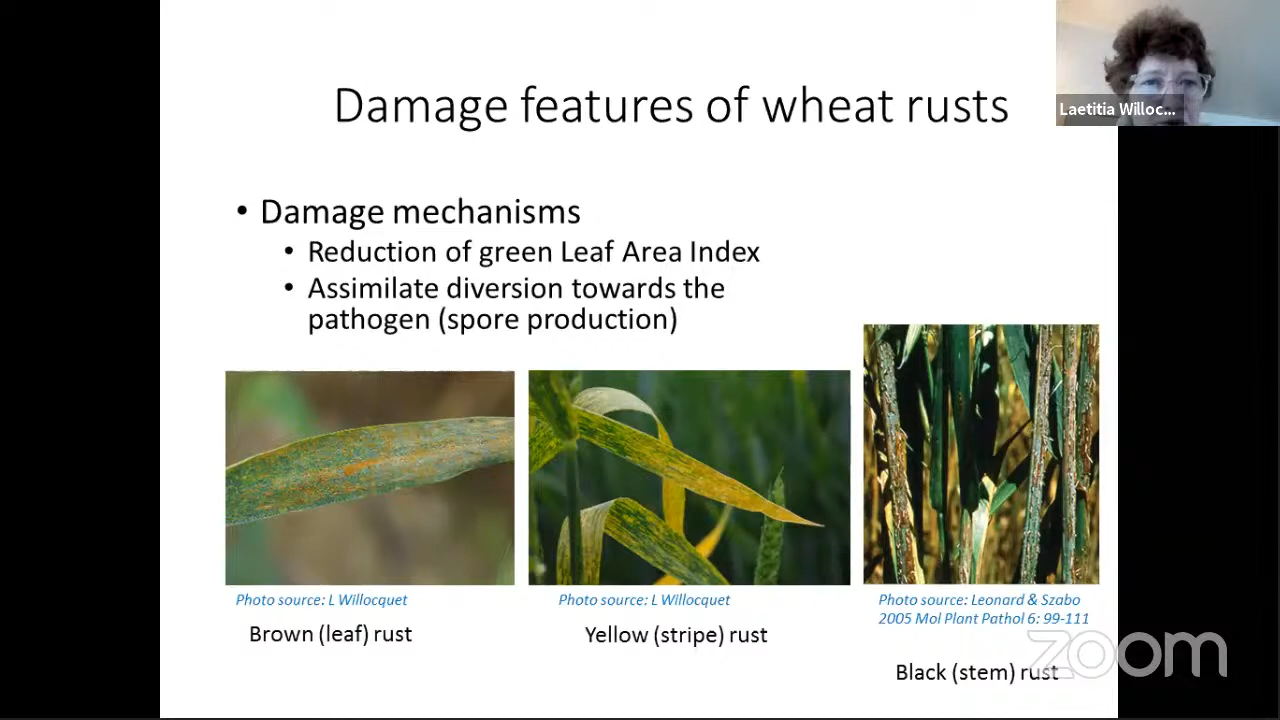 Damage features of wheat rusts
Laetitia Willoc...
• Damage mechanisms
• Reduction of green Leaf Area Index
• Assimilate diversion towards the
pathogen (spore production)
Photo source: L Willocquet
Brown (leaf) rust
Photo source: L Willocquet
Yellow (stripe) rust
Photo source: Leonard & Szabo
2005 Mol Plant Pathol 6: 99-111
Black (stem) rust
zoom